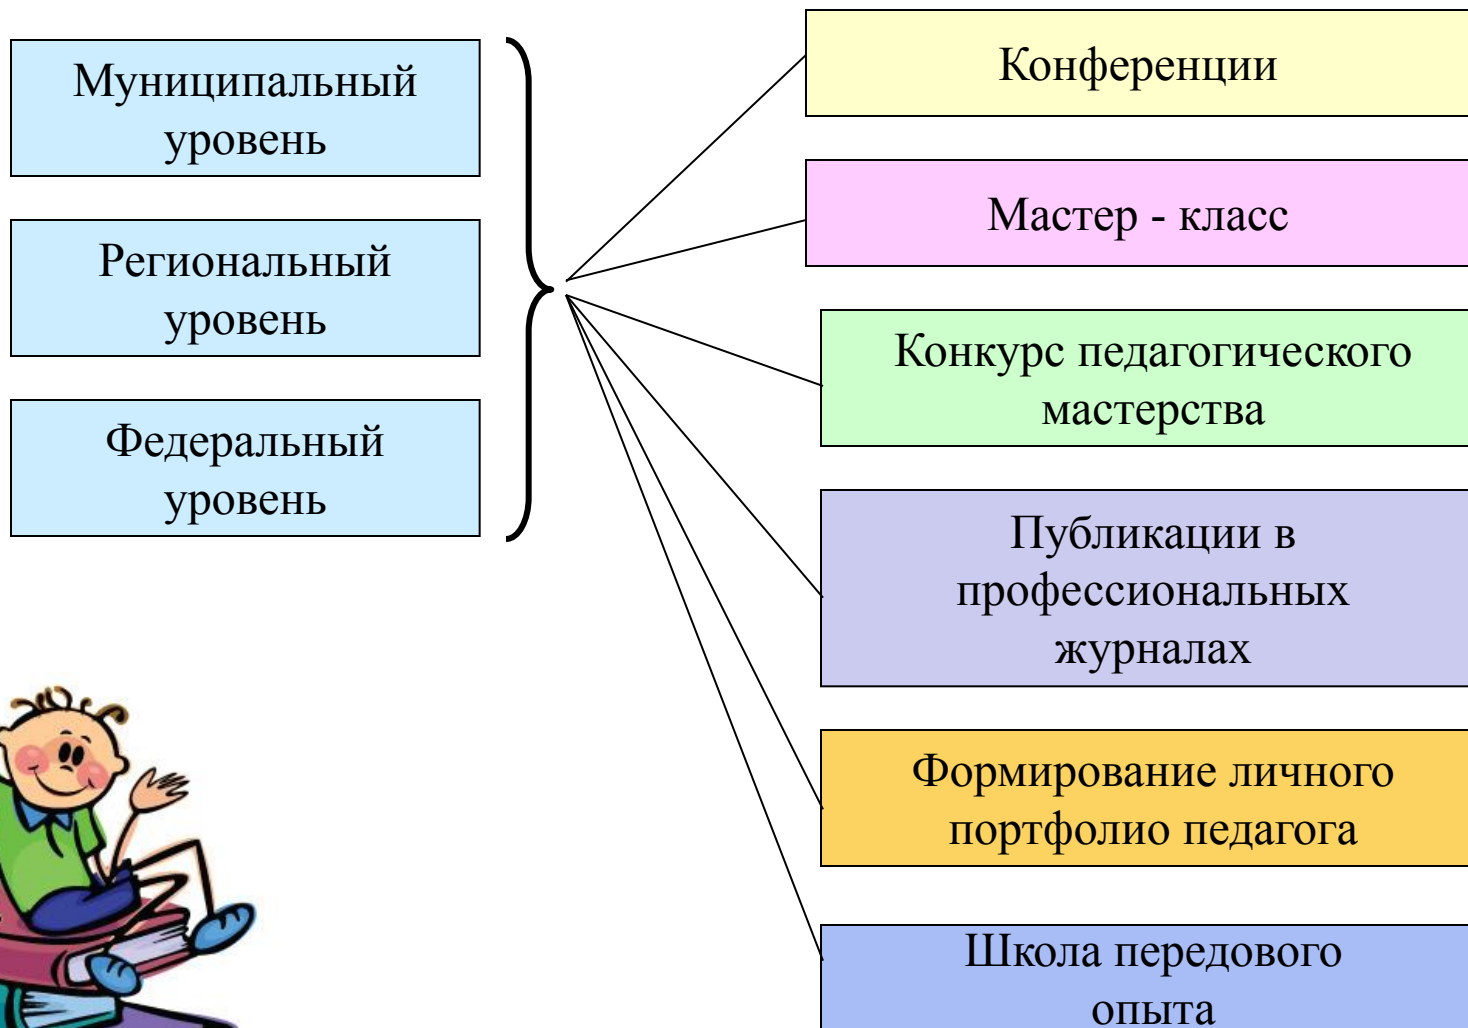 Муниципальный
уровень
Региональный
уровень
Федеральный
уровень
Конференции
Мастер - класс
Конкурс педагогического
мастерства
Публикации в
профессиональных
журналах
Формирование личного
портфолио педагога
Школа передового
опыта